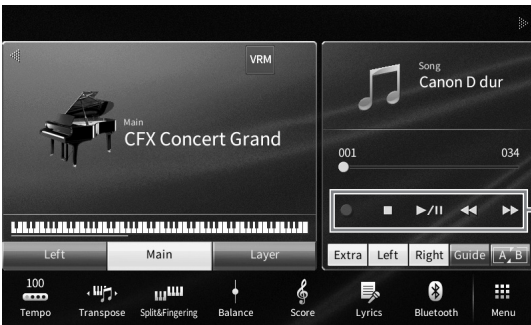 VRM
Main
CFX Concert Grand
Left
Main
Layer
Song
Canon D dur
001
034
Extra
Left
Right
Guide
A B
100
Tempo
Transpose
Split&Fingering
Balance
Score
Lyrics
Bluetooth
Menu